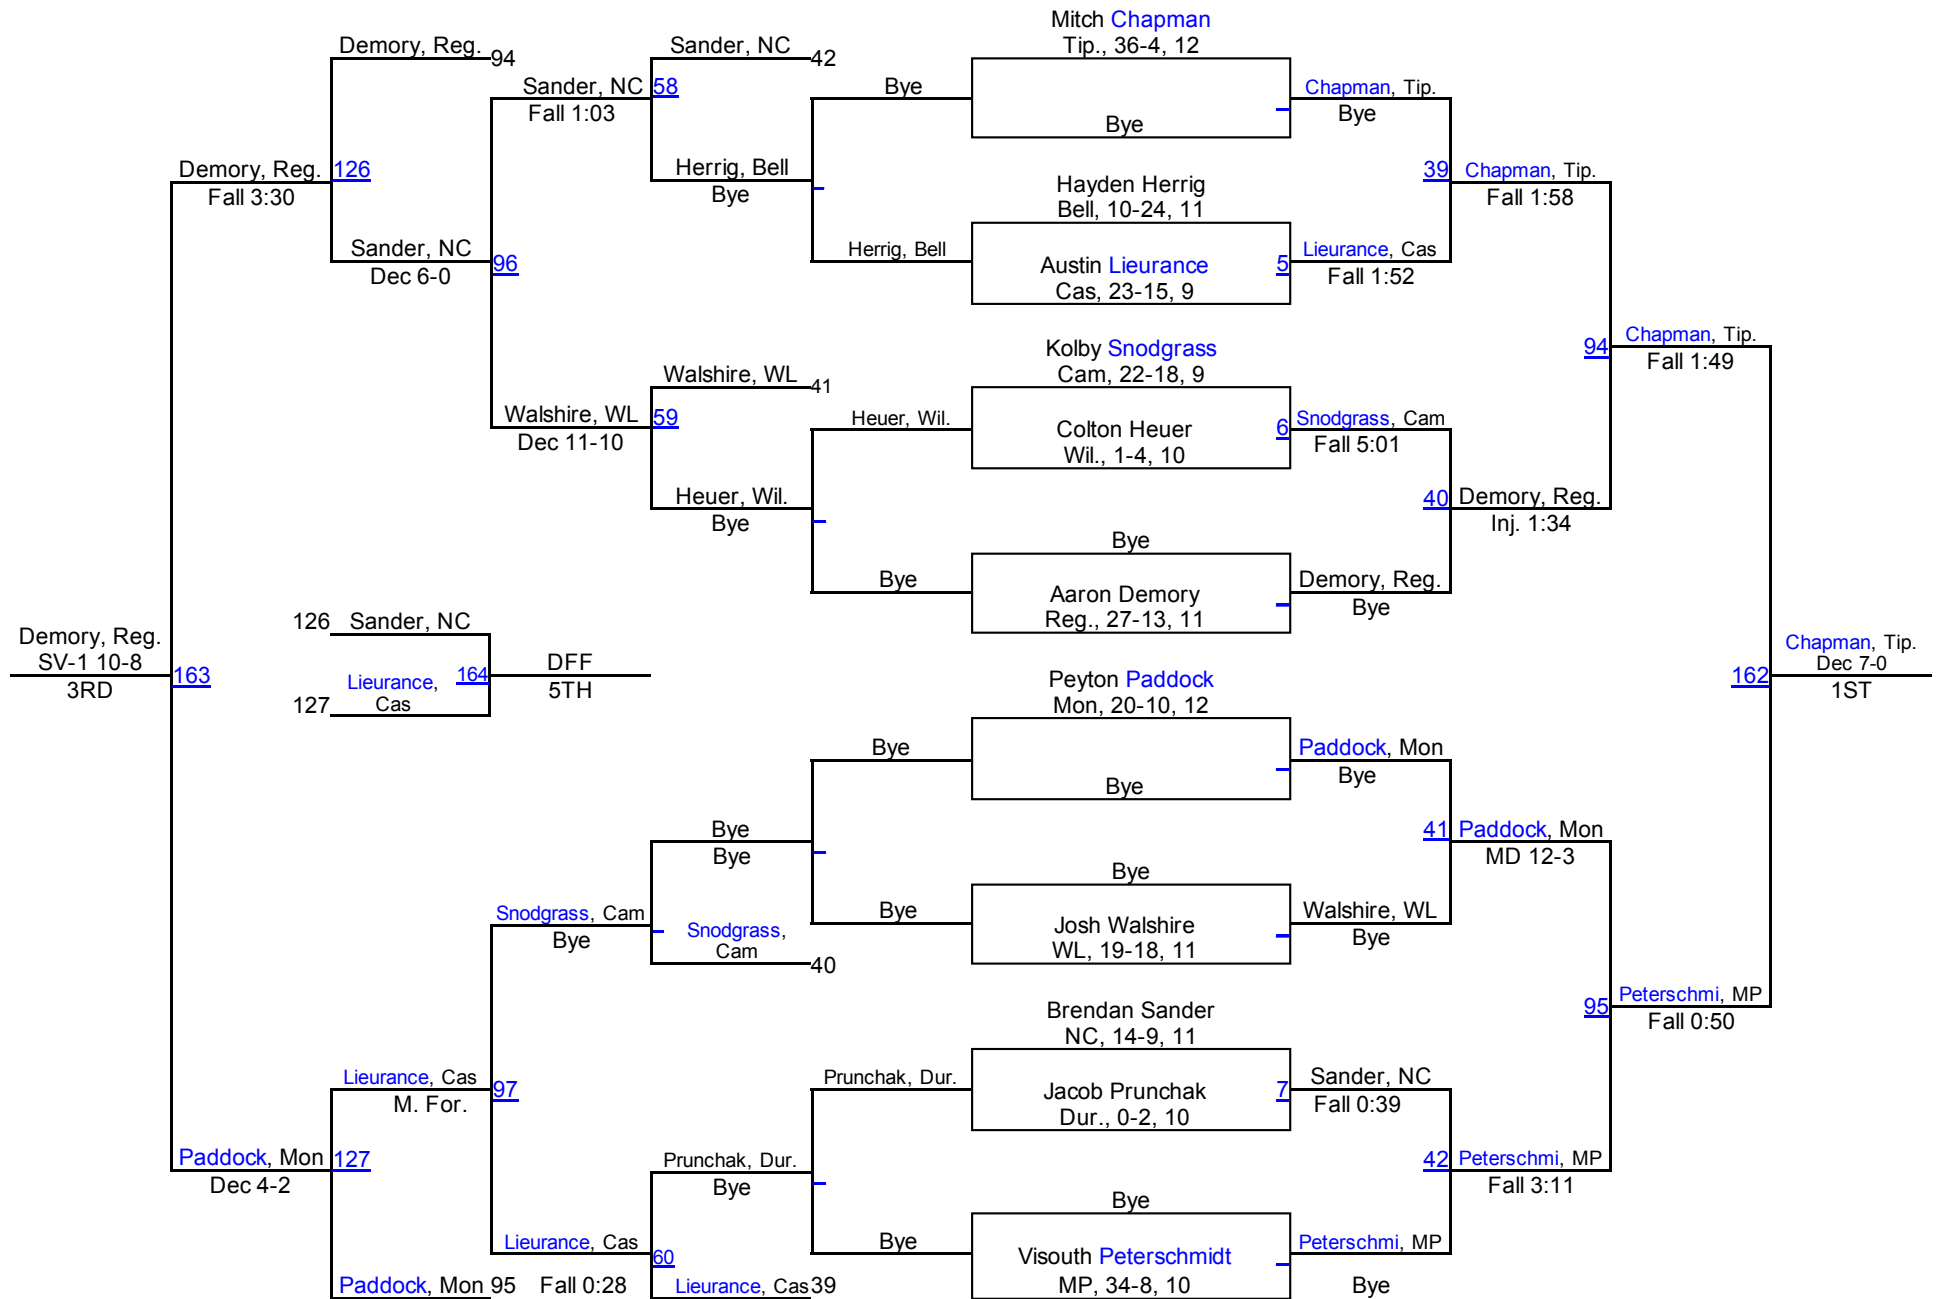 Mitch Chapman
Tip., 36-4, 12
Demory, Reg.
94
Sander, NC
42
Sander, NC
58
Fall 1:03
Bye
Bye
Chapman, Tip.
Bye
Demory, Reg.
126
Fall 3:30
Herrig, Bell
Bye
Hayden Herrig
Bell, 10-24, 11
39
Chapman, Tip.
Fall 1:58
Sander, NC
96
Dec 6-0
Herrig, Bell
Austin Lieurance
Cas, 23-15, 9
5
Lieurance, Cas
Fall 1:52
Kolby Snodgrass
Cam, 22-18, 9
94
Chapman, Tip.
Fall 1:49
Walshire, WL
41
Walshire, WL
59
Dec 11-10
Heuer, Wil.
Colton Heuer
Wil., 1-4, 10
6
Snodgrass, Cam
Fall 5:01
Heuer, Wil.
Bye
40
Demory, Reg.
Inj. 1:34
Bye
Bye
Aaron Demory
Reg., 27-13, 11
Demory, Reg.
Bye
126
Sander, NC
Demory, Reg.
SV-1 10-8
163
3RD
Lieurance,
Cas
127
164
DFF
5TH
Peyton Paddock
Mon, 20-10, 12
162
Chapman, Tip.
Dec 7-0
1ST
Bye
Bye
Paddock, Mon
Bye
Bye
Bye
41
Paddock, Mon
MD 12-3
Bye
Snodgrass, Cam
Bye
Snodgrass,
Cam
40
Bye
Josh Walshire
WL, 19-18, 11
Walshire, WL
Bye
Brendan Sander
NC, 14-9, 11
95
Peterschmi, MP
Fall 0:50
Lieurance, Cas
97
M. For.
Prunchak, Dur.
Jacob Prunchak
Dur., 0-2, 10
7
Sander, NC
Fall 0:39
Paddock, Mon
127
Dec 4-2
Prunchak, Dur.
Bye
42
Peterschmi, MP
Fall 3:11
Bye
Lieurance, Cas
60
Fall 0:28
Bye
Visouth Peterschmidt
MP, 34-8, 10
Peterschmi, MP
Bye
Paddock, Mon
95
Lieurance, Cas
39